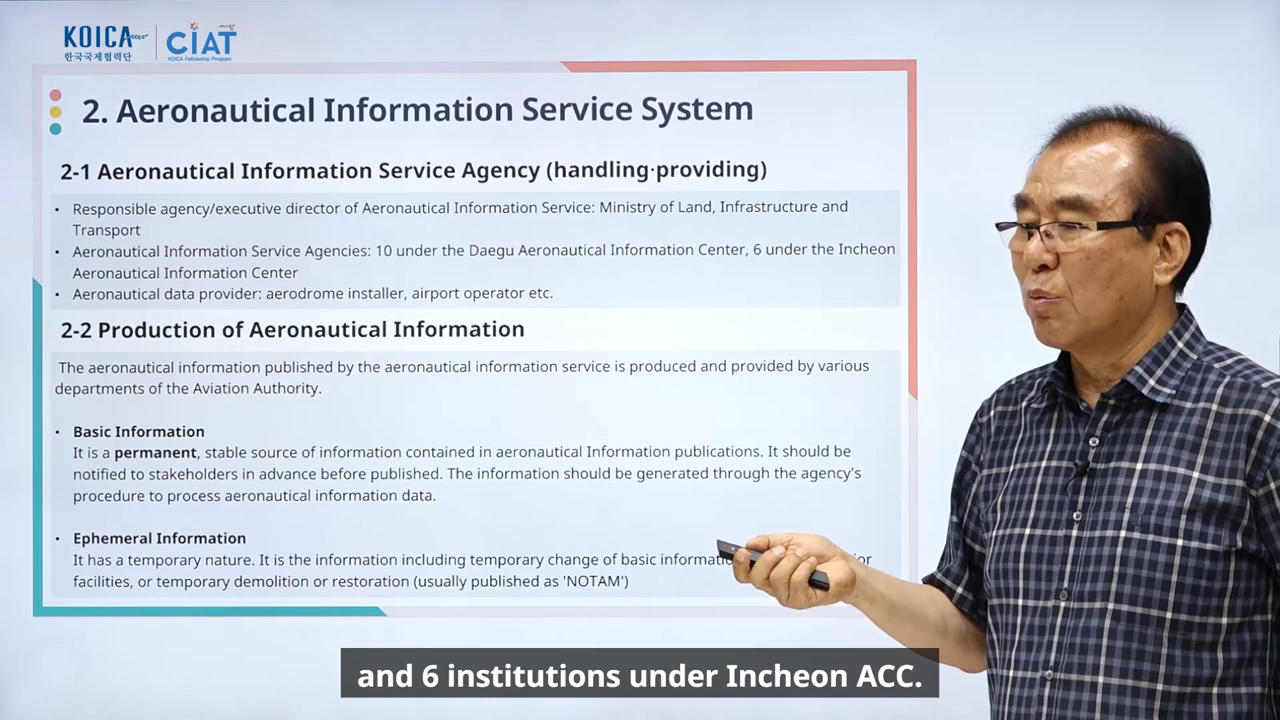 KOICA
한국국제협력단
CIAT
KOICA Fellowship Program
2. Aeronautical Information Service System
2-1 Aeronautical Information Service Agency (handling·providing)
• Responsible agency/executive director of Aeronautical Information Service: Ministry of Land, Infrastructure and
Transport
• Aeronautical Information Service Agencies: 10 under the Daegu Aeronautical Information Center, 6 under the Incheon
Aeronautical Information Center
• Aeronautical data provider: aerodrome installer, airport operator etc.
2-2 Production of Aeronautical Information
The aeronautical information published by the aeronautical information service is produced and provided by various
departments of the Aviation Authority.
• Basic Information
It is a permanent, stable source of information contained in aeronautical Information publications. It should be
notified to stakeholders in advance before published. The information should be generated through the agency's
procedure to process aeronautical information data.
• Ephemeral Information
It has a temporary nature. It is the information including temporary change of basic
facilities, or temporary demolition or restoration (usually published as 'NOTAM')
and 6 institutions under Incheon ACC.